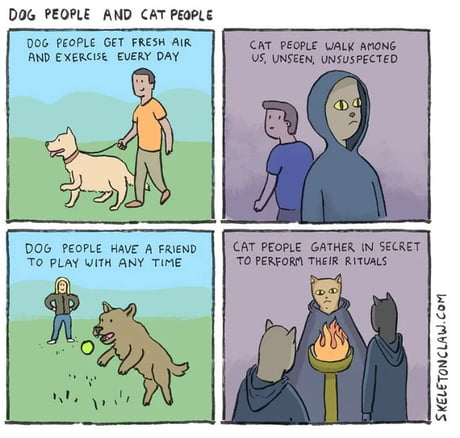 DOG PEOPLE AND CAT PEOPLE
DOG PEOPLE GET FRESH AIR
AND EXERCISE EVERY DAY
CAT PEOPLE WALK AMONG
US, UNSEEN, UNSUSPECTED
DOG PEOPLE HAVE A FRIEND
TO PLAY WITH ANY TIME
CAT PEOPLE GATHER IN SECRET
TO PERFORM THEIR RITUALS
SKELETONCLAW.COM